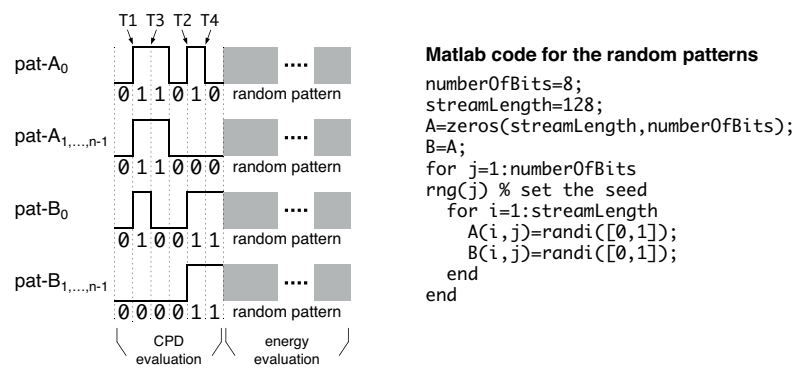 T1 T3 T2 T4
pat-A0
0 1 1 0 1 0 random pattern
pat-A1,...,n-1
0 1 1 0 0 0 random pattern
pat-B0
0 1 0 0 1 1 random pattern
pat-B1,...,n-1
0 0 0 0 1 1 random pattern
CPD evaluation
energy evaluation
Matlab code for the random patterns
numberOfBits=8;
streamLength=128;
A=zeros(streamLength,numberOfBits);
B=A;
for j=1:numberOfBits
rng(j) % set the seed
for i=1:streamLength
A(i,j)=randi([0,1]);
B(i,j)=randi([0,1]);
end
end